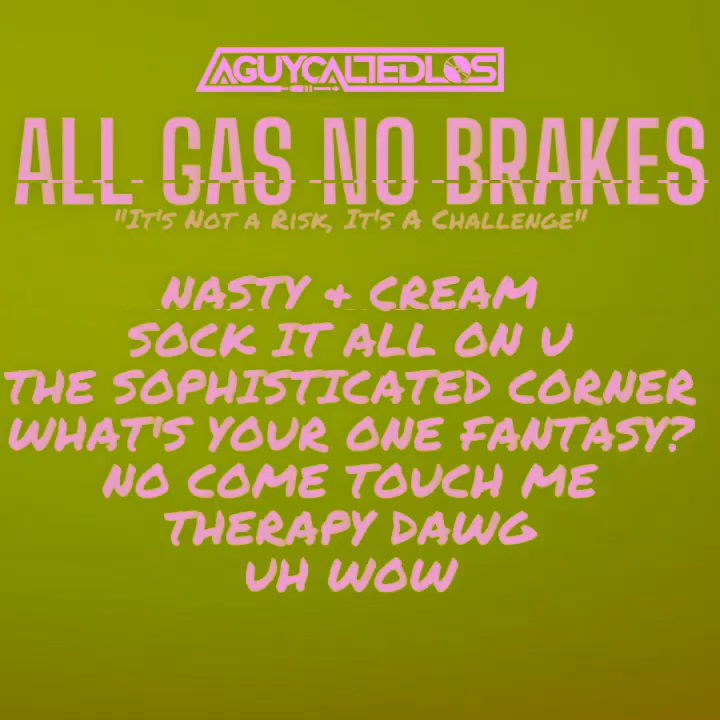 AGUYCALLEDLOS
ALL GAS NO BRAKES
"IT'S NOT A RISK, IT'S A CHALLENGE"
NASTY & CREAM
SOCK IT ALL ON U
THE SOPHISTICATED CORNER
WHAT'S YOUR ONE FANTASY?
NO COME TOUCH ME
THERAPY DAWG
UH WOW